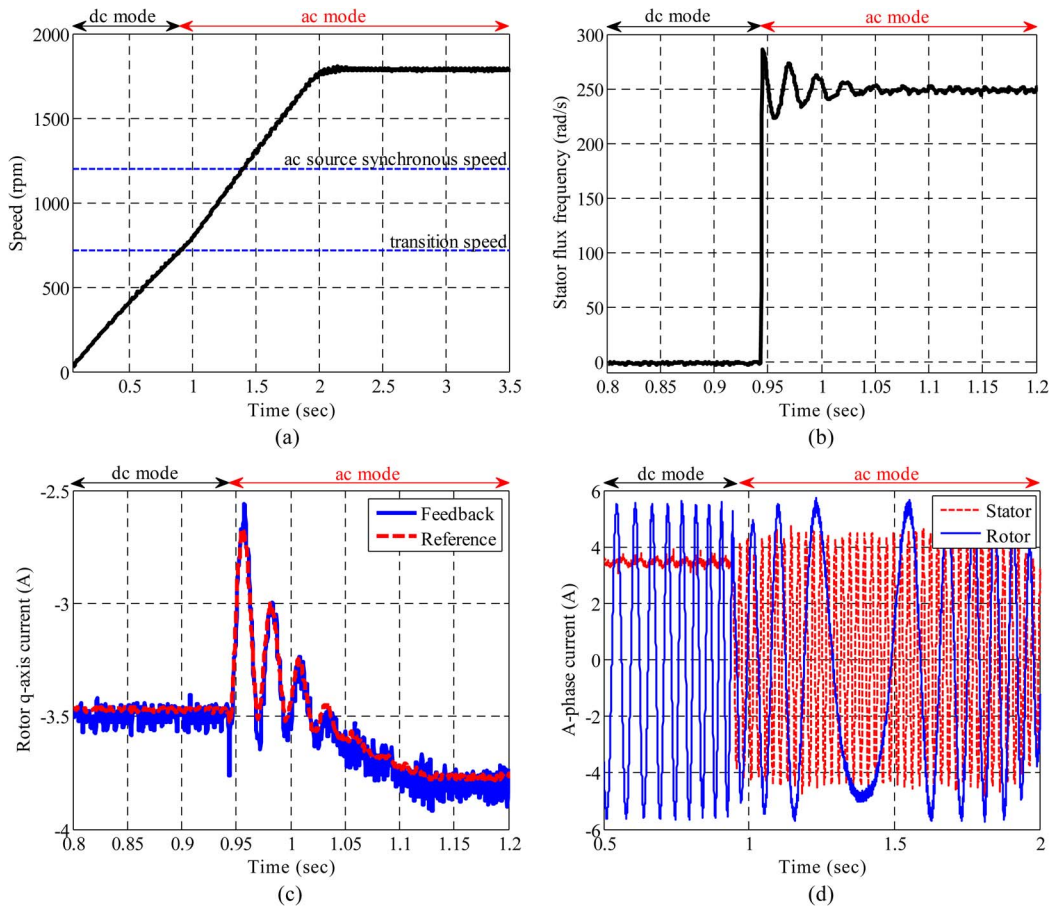 dc mode ac mode
2000
1500
1000
500
0
ac source synchronous speed
transition speed
Speed (rpm)
0.5 1 1.5 2 2.5 3 3.5
Time (sec)
(a)
dc mode ac mode
300
250
200
150
100
50
0
Stator flux frequency (rad/s)
0.8 0.85 0.9 0.95 1 1.05 1.1 1.15 1.2
Time (sec)
(b)
dc mode ac mode
-2.5
-3
-3.5
-4
Feedback
Reference
Rotor q-axis current (A)
0.8 0.85 0.9 0.95 1 1.05 1.1 1.15 1.2
Time (sec)
(c)
dc mode ac mode
6
4
2
0
-2
-4
-6
Stator
Rotor
A-phase current (A)
0.5 1 1.5 2
Time (sec)
(d)